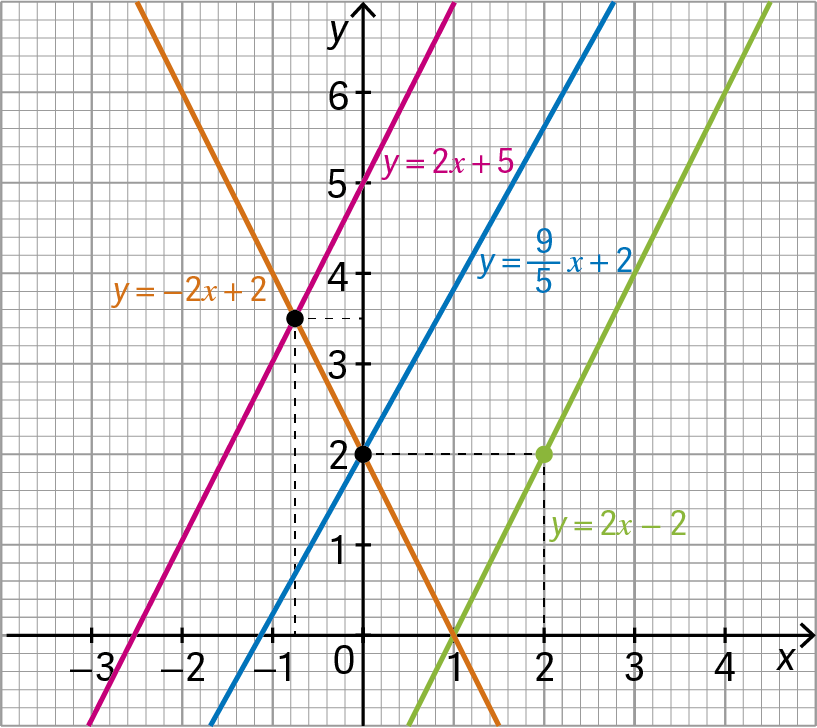 y
6
y = 2x + 5
5
y = 9/5 x + 2
4
y = −2x + 2
3
2
y = 2x − 2
1
−3 −2 −1 0 1 2 3 4 x